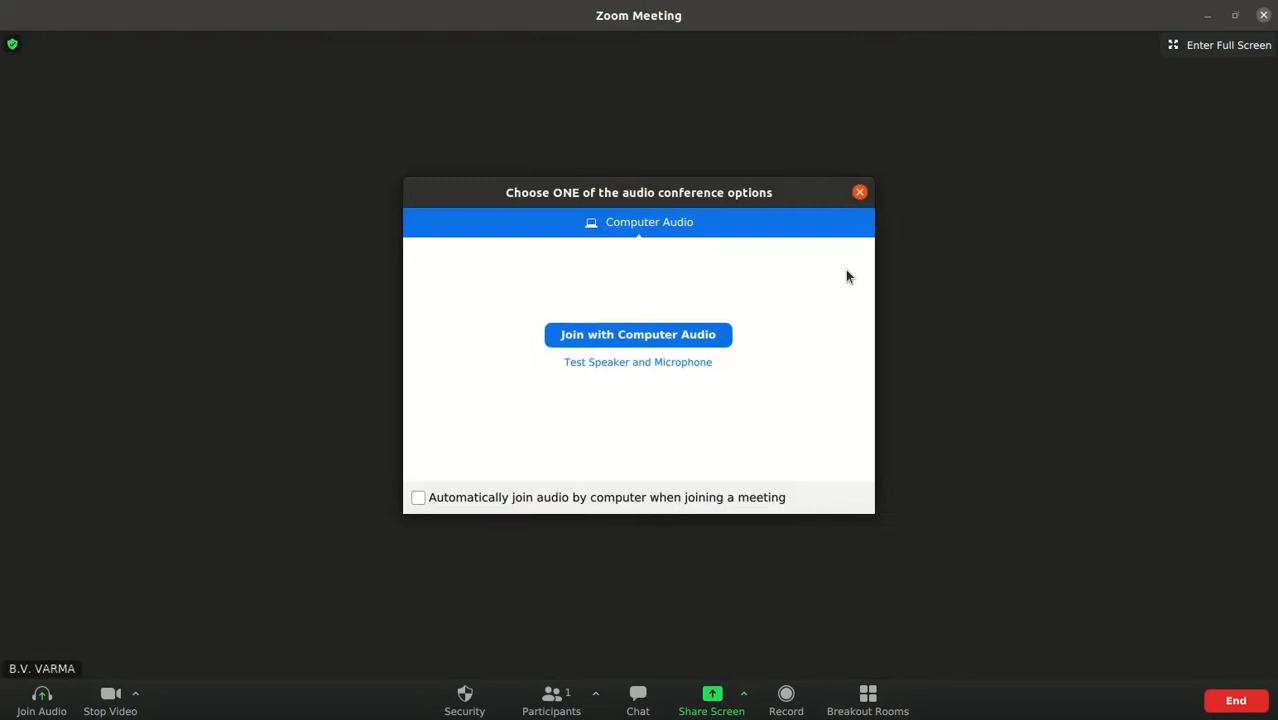 Zoom Meeting
Enter Full Screen
Choose ONE of the audio conference options
Computer Audio
Join with Computer Audio
Test Speaker and Microphone
Automatically join audio by computer when joining a meeting
B.V. VARMA
Join Audio
Stop Video
Security
1
Participants
Chat
Share Screen
Record
Breakout Rooms
End